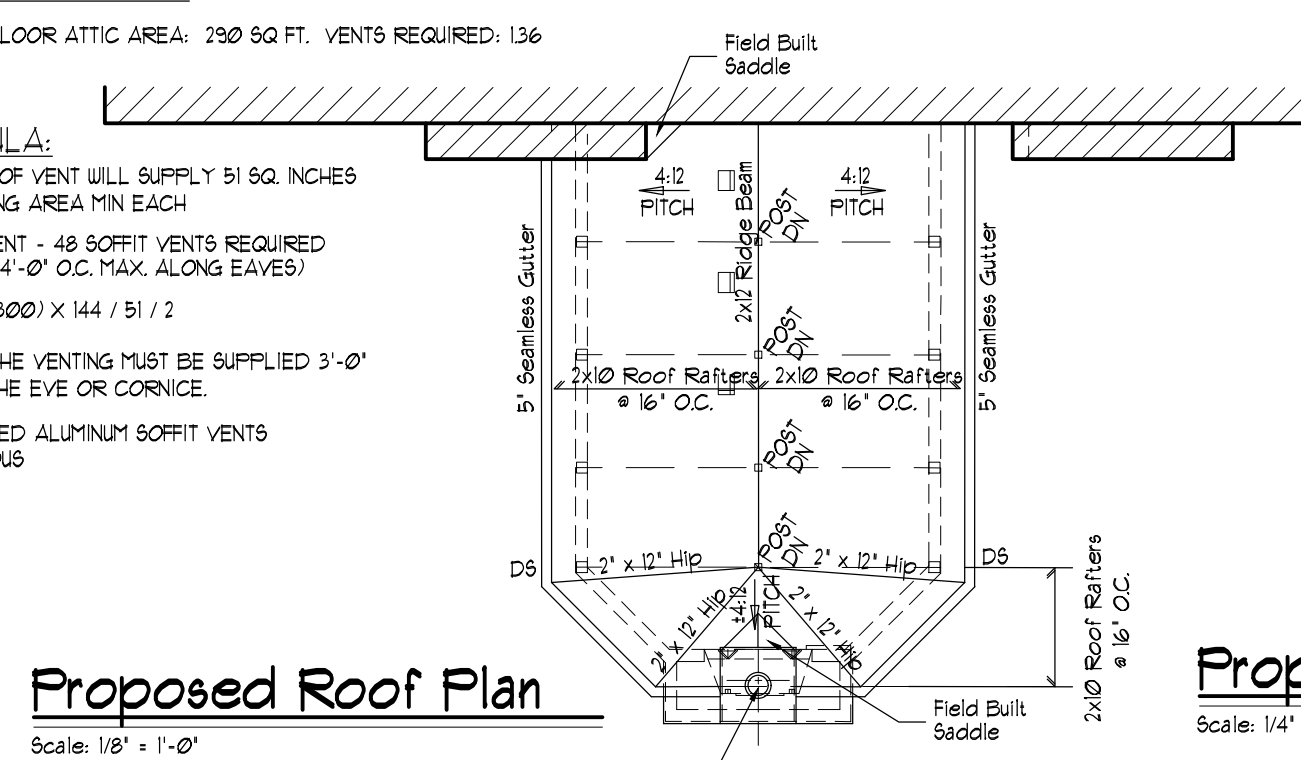 LOOR ATTIC AREA: 290 SQ FT. VENTS REQUIRED: 1.36
ULA:
OF VENT WILL SUPPLY 51 SQ. INCHES
NG AREA MIN EACH
ENT - 48 SOFFIT VENTS REQUIRED
4'-0" O.C. MAX. ALONG EAVES)
300) X 144 / 51 / 2
HE VENTING MUST BE SUPPLIED 3'-0"
HE EVE OR CORNICE.
ED ALUMINUM SOFFIT VENTS
OUS
Field Built
Saddle
4:12
PITCH
4:12
PITCH
2x12 Ridge Beam
POST
DN
5" Seamless Gutter
5" Seamless Gutter
POST
DN
2x10 Roof Rafters
@ 16" O.C.
2x10 Roof Rafters
@ 16" O.C.
POST
DN
POST
DN
DS
2" x 12" Hip
2" x 12" Hip
DS
2" x 12" Hip
±4:12
PITCH
2" x 12" Hip
2x10 Roof Rafters
@ 16" O.C.
Field Built
Saddle
Proposed Roof Plan
Scale: 1/8" = 1'-0"
Prop
Scale: 1/4"